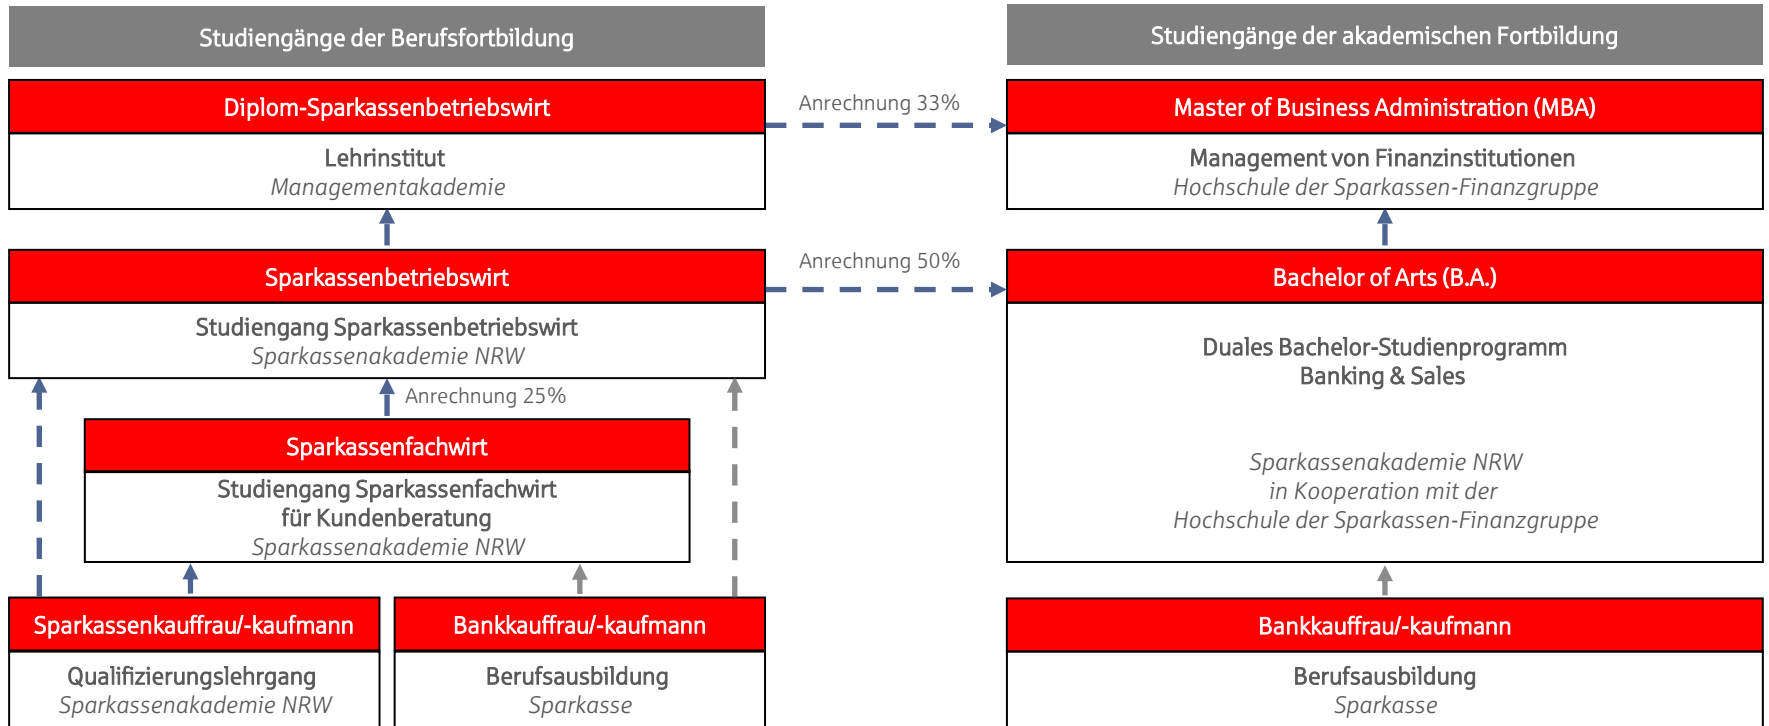 Studiengänge der Berufsfortbildung
Studiengänge der akademischen Fortbildung
Diplom-Sparkassenbetriebswirt
Lehrinstitut
Managementakademie
Anrechnung 33%
Master of Business Administration (MBA)
Management von Finanzinstitutionen
Hochschule der Sparkassen-Finanzgruppe
Sparkassenbetriebswirt
Studiengang Sparkassenbetriebswirt
Sparkassenakademie NRW
Anrechnung 50%
Bachelor of Arts (B.A.)
Duales Bachelor-Studienprogramm
Banking & Sales
Sparkassenakademie NRW
in Kooperation mit der
Hochschule der Sparkassen-Finanzgruppe
Anrechnung 25%
Sparkassenfachwirt
Studiengang Sparkassenfachwirt
für Kundenberatung
Sparkassenakademie NRW
Sparkassenkauffrau/-kaufmann
Qualifizierungslehrgang
Sparkassenakademie NRW
Bankkauffrau/-kaufmann
Berufsausbildung
Sparkasse
Bankkauffrau/-kaufmann
Berufsausbildung
Sparkasse